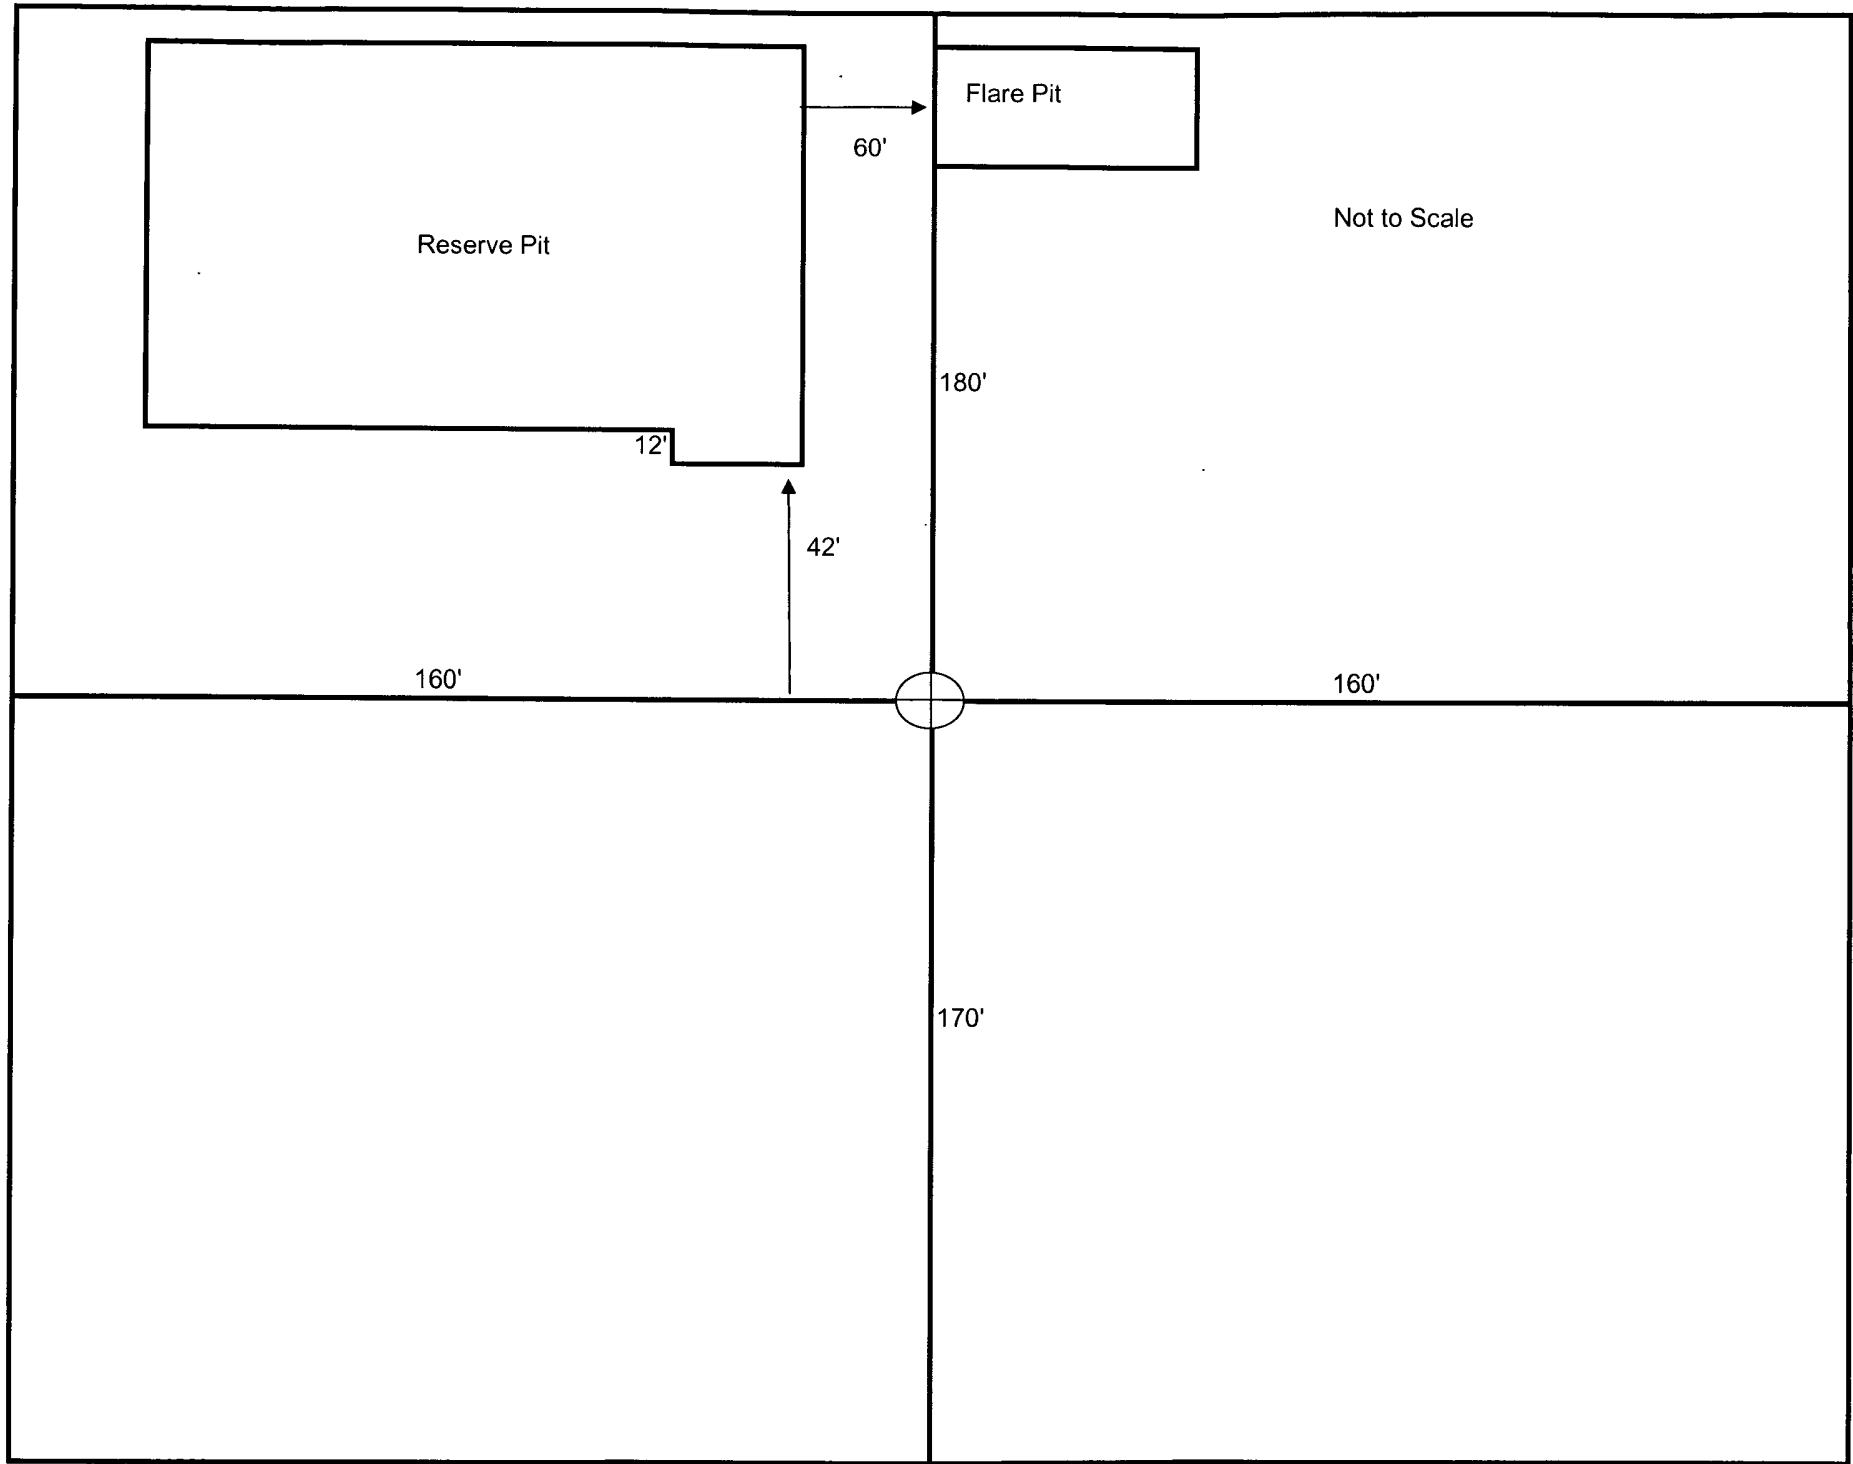 Flare Pit
60'
Not to Scale
Reserve Pit
180'
12'
42'
160'
160'
170'